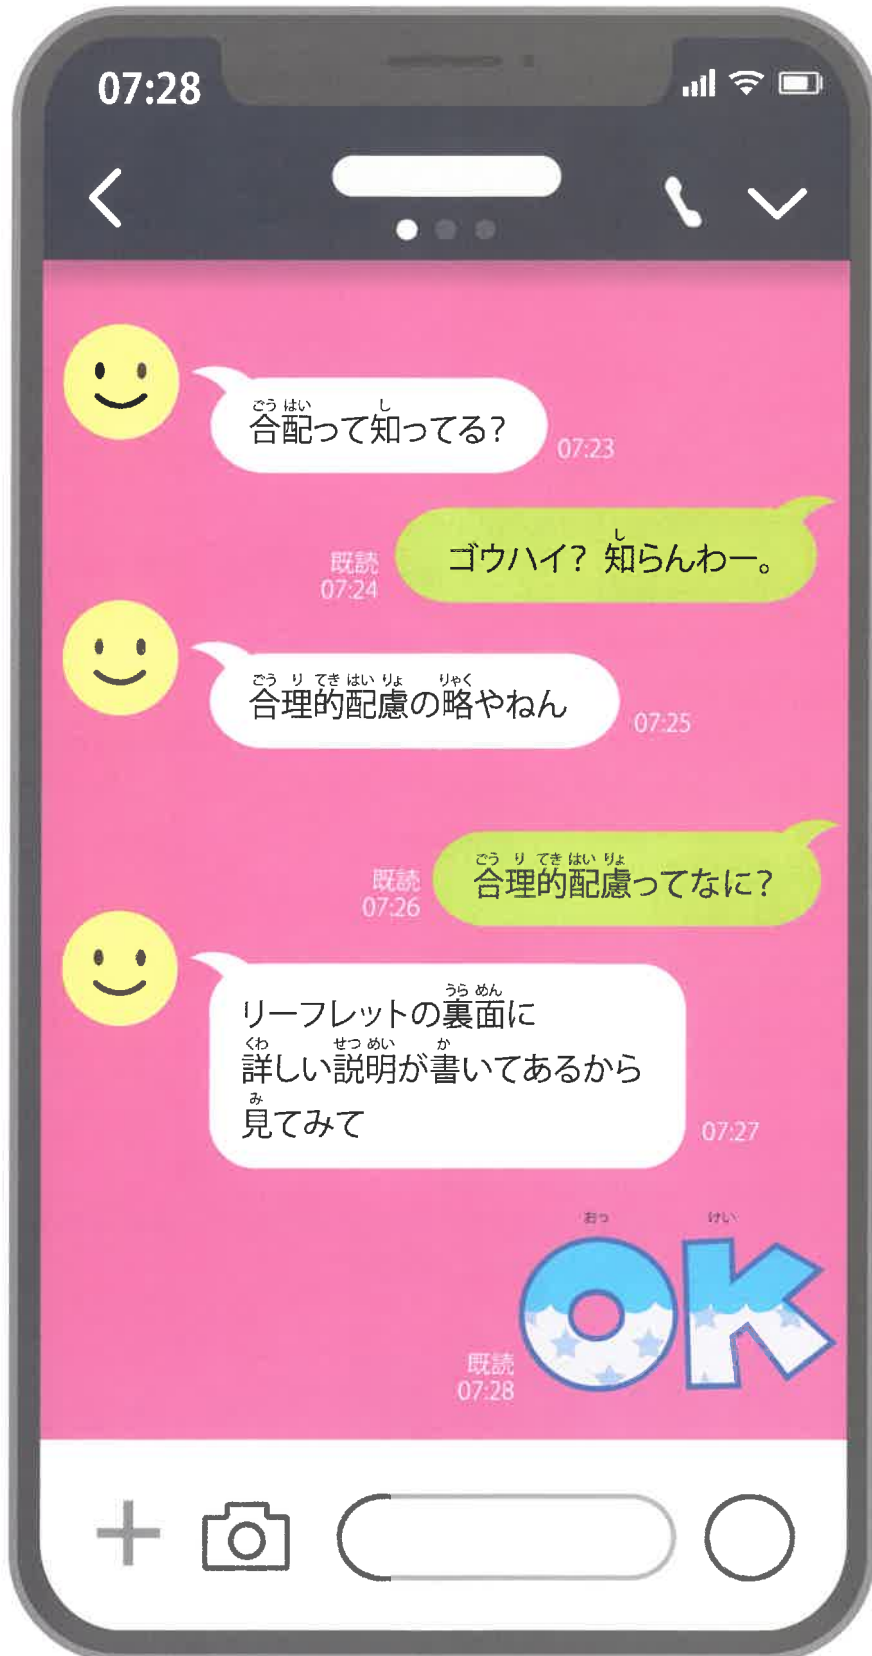 07:28
合配って知ってる?
07:23
ゴウハイ? 知らんわー。
既読
07:24
合理的配慮の略やねん
07:25
合理的配慮ってなに?
既読
07:26
リーフレットの裏面に
詳しい説明が書いてあるから
見てみて
07:27
おっ けい
OK
既読
07:28